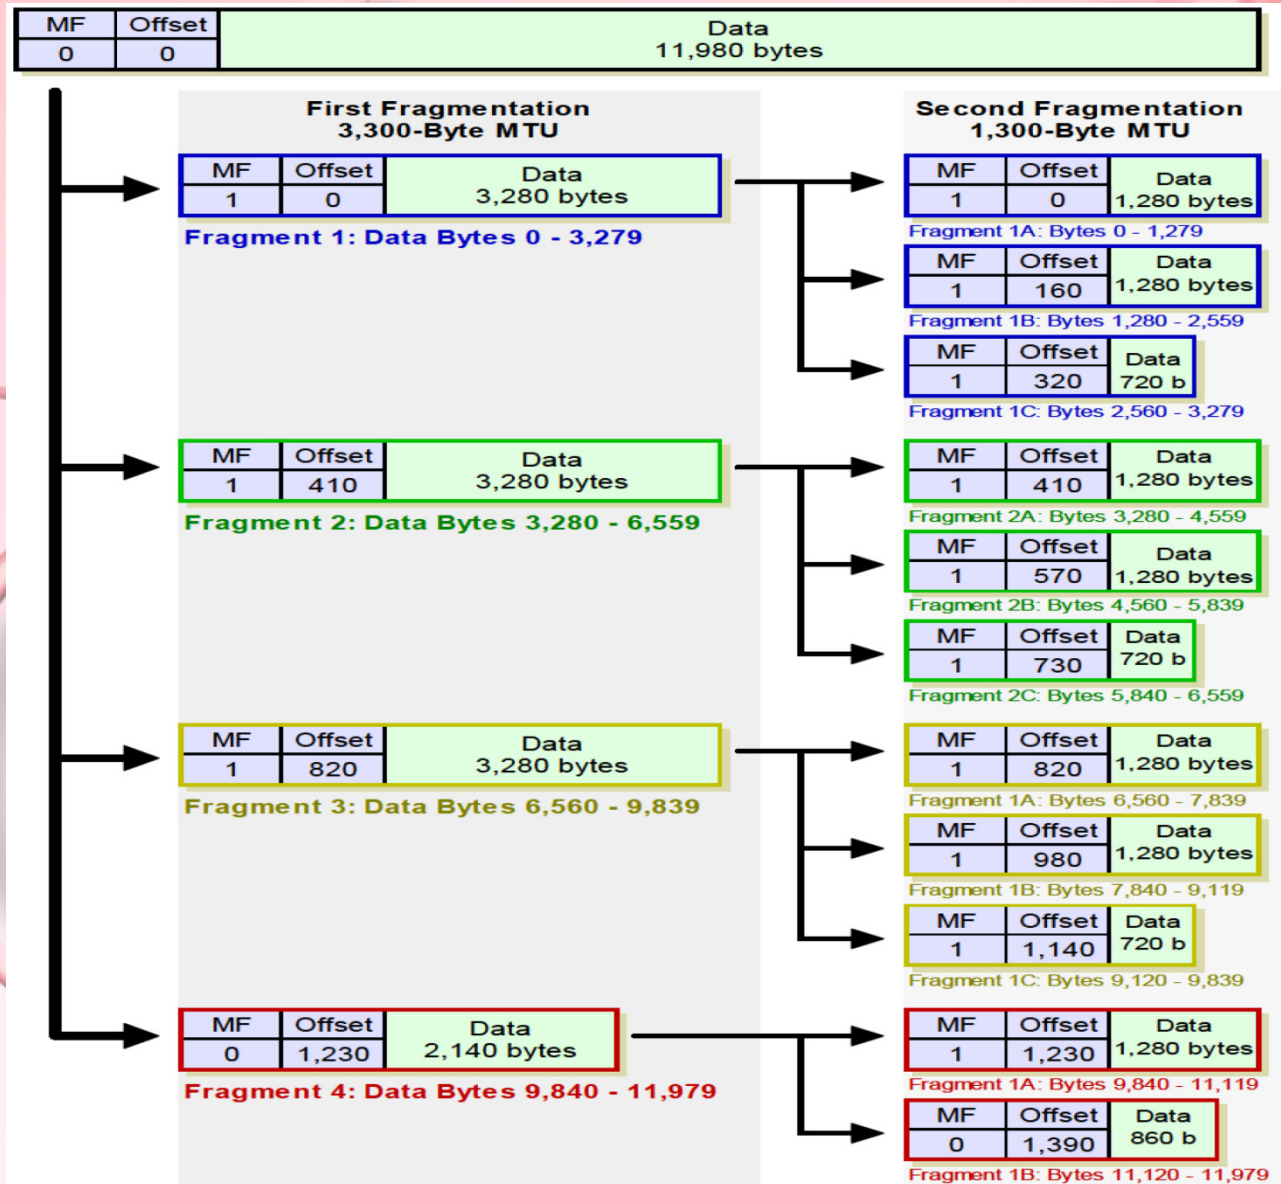 MF Offset Data
0 0 11,980 bytes
First Fragmentation
3,300-Byte MTU
MF Offset Data
1 0 3,280 bytes
Fragment 1: Data Bytes 0 - 3,279
MF Offset Data
1 410 3,280 bytes
Fragment 2: Data Bytes 3,280 - 6,559
MF Offset Data
1 820 3,280 bytes
Fragment 3: Data Bytes 6,560 - 9,839
MF Offset Data
0 1,230 2,140 bytes
Fragment 4: Data Bytes 9,840 - 11,979
Second Fragmentation
1,300-Byte MTU
MF Offset Data
1 0 1,280 bytes
Fragment 1A: Bytes 0 - 1,279
MF Offset Data
1 160 1,280 bytes
Fragment 1B: Bytes 1,280 - 2,559
MF Offset Data
1 320 720 b
Fragment 1C: Bytes 2,560 - 3,279
MF Offset Data
1 410 1,280 bytes
Fragment 2A: Bytes 3,280 - 4,559
MF Offset Data
1 570 1,280 bytes
Fragment 2B: Bytes 4,560 - 5,839
MF Offset Data
1 730 720 b
Fragment 2C: Bytes 5,840 - 6,559
MF Offset Data
1 820 1,280 bytes
Fragment 1A: Bytes 6,560 - 7,839
MF Offset Data
1 980 1,280 bytes
Fragment 1B: Bytes 7,840 - 9,119
MF Offset Data
1 1,140 720 b
Fragment 1C: Bytes 9,120 - 9,839
MF Offset Data
1 1,230 1,280 bytes
Fragment 1A: Bytes 9,840 - 11,119
MF Offset Data
0 1,390 860 b
Fragment 1B: Bytes 11,120 - 11,979